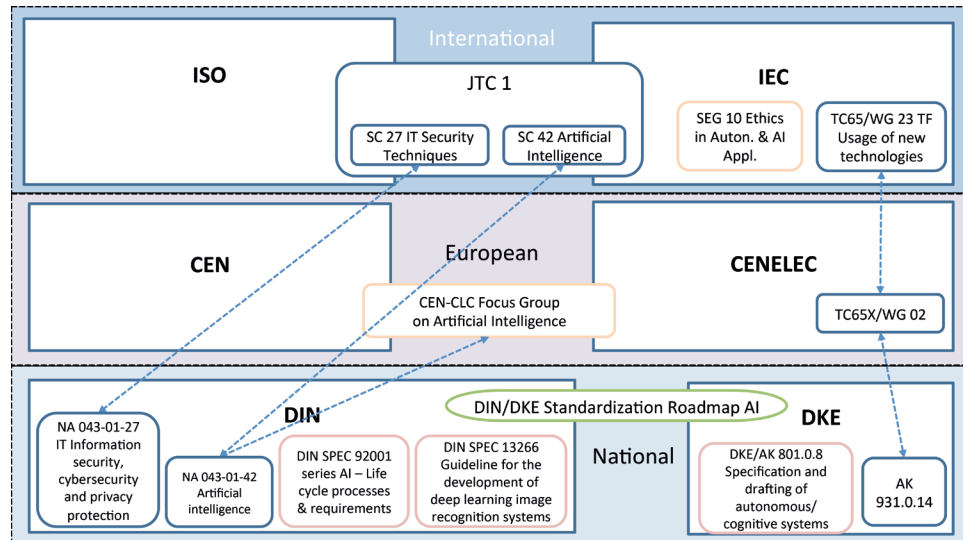 International
ISO
IEC
JTC 1
SC 27 IT Security
Techniques
SC 42 Artificial
Intelligence
SEG 10 Ethics
in Auton. & AI
Appl.
TC65/WG 23 TF
Usage of new
technologies
European
CEN
CENELEC
CEN-CLC Focus Group
on Artificial Intelligence
TC65X/WG 02
DIN
DIN/DKE Standardization Roadmap AI
DKE
National
NA 043-01-27
IT Information
security,
cybersecurity
and privacy
protection
NA 043-01-42
Artificial
intelligence
DIN SPEC 92001
series AI – Life
cycle processes
& requirements
DIN SPEC 13266
Guideline for the
development of
deep learning image
recognition systems
DKE/AK 801.0.8
Specification and
drafting of
autonomous/
cognitive systems
AK
931.0.14